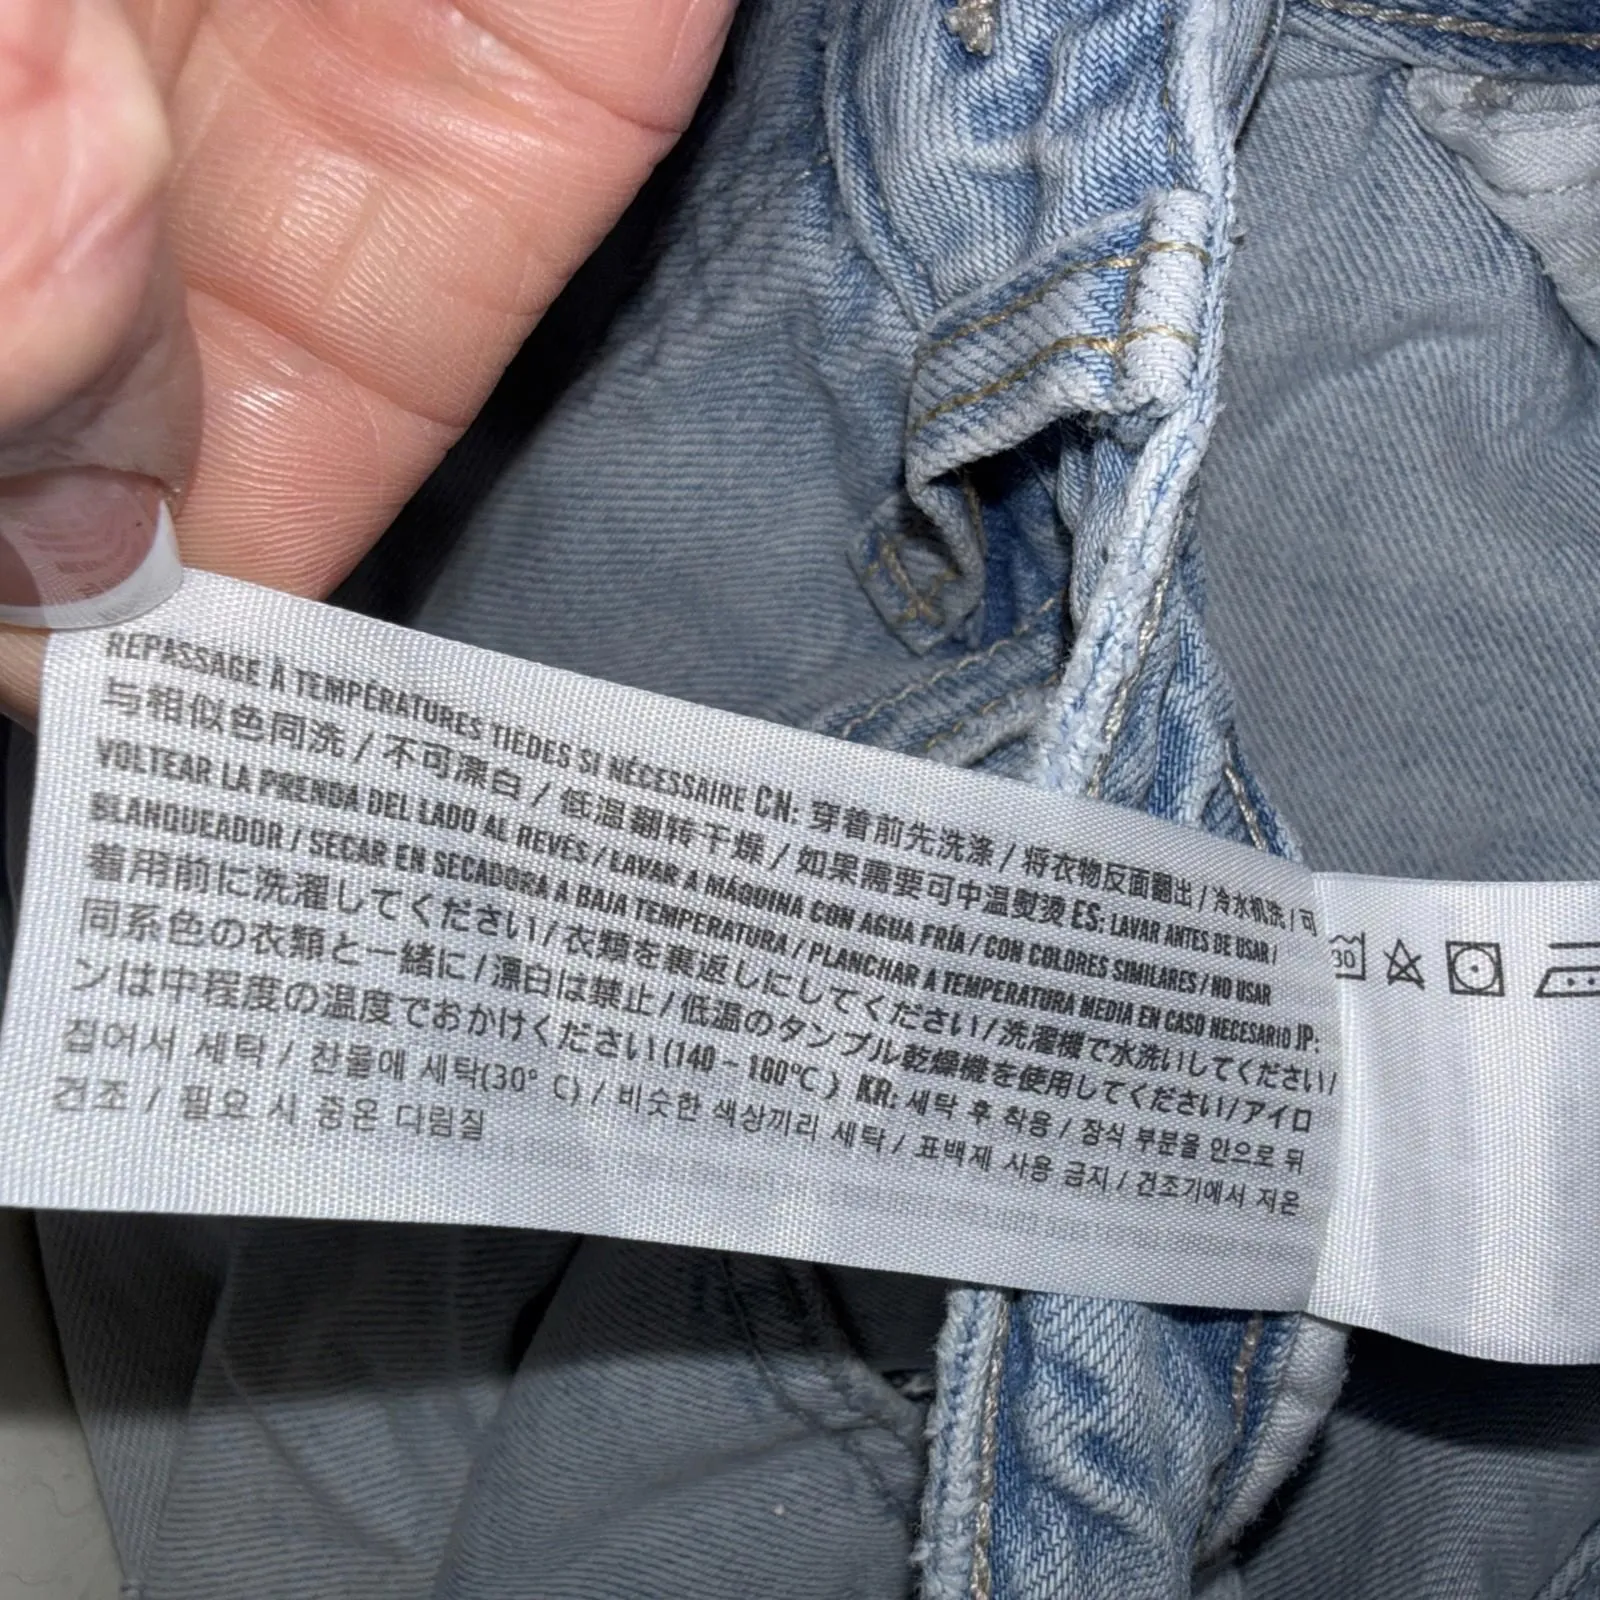 REPASSAGE À TEMPÉRATURES TIEDES SI NÉCESSAIRE CN: 穿着前先洗涤 / 将衣物反面翻出 / 冷水机洗 / 可
与相似色同洗 / 不可漂白 / 低温翻转干燥 / 如果需要可中温熨烫 ES: LAVAR ANTES DE USAR /
VOLTEAR LA PRENDA DEL LADO AL REVÉS / LAVAR A MÁQUINA CON AGUA FRÍA / CON COLORES SIMILARES / NO USAR
BLANQUEADOR / SECAR EN SECADORA A BAJA TEMPERATURA / PLANCHAR A TEMPERATURA MEDIA EN CASO NECESARIO JP:
着用前に洗濯してください/衣類を裏返しにしてください/洗濯機で水洗いしてください/
同系色の衣類と一緒に/漂白は禁止/低温のタンブル乾燥機を使用してください/アイロ
ンは中程度の温度でおかけください(140 - 160℃) KR: 세탁 후 착용 / 장식 부분을 안으로 뒤
집어서 세탁 / 찬물에 세탁(30° C) / 비슷한 색상끼리 세탁 / 표백제 사용 금지 / 건조기에서 저온
건조 / 필요 시 중온 다림질
30